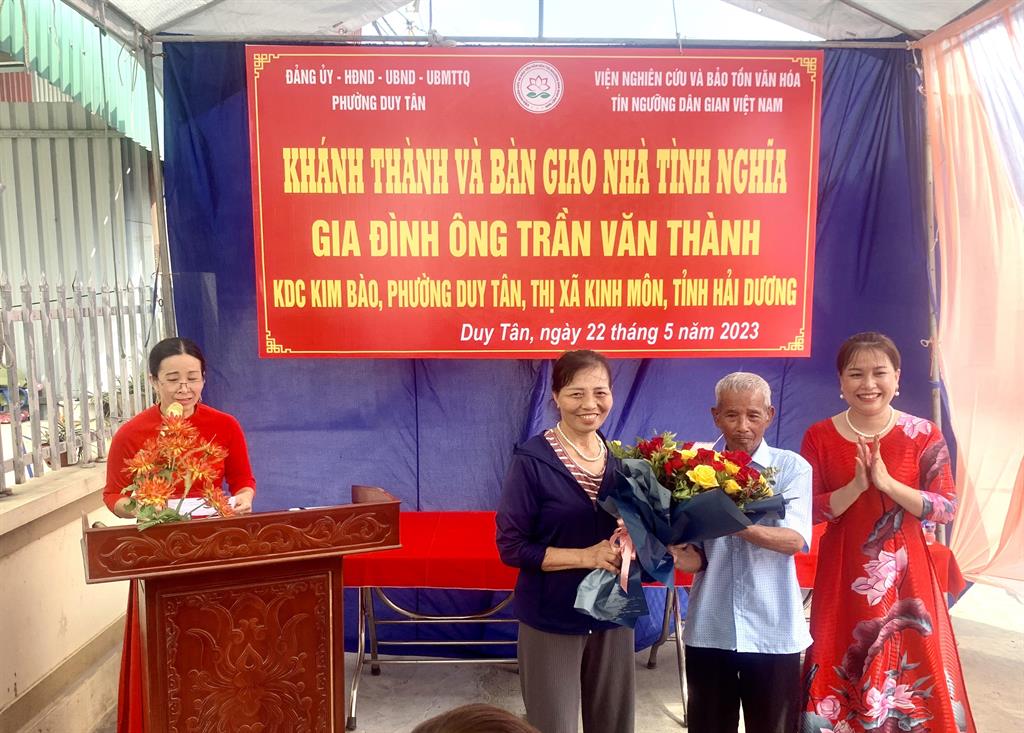 ĐẢNG ỦY - HĐND - UBND - UBMTTQ
PHƯỜNG DUY TÂN
VIỆN NGHIÊN CỨU VÀ BẢO TỒN VĂN HÓA
TÍN NGƯỠNG DÂN GIAN VIỆT NAM
KHÁNH THÀNH VÀ BÀN GIAO NHÀ TÌNH NGHĨA
GIA ĐÌNH ÔNG TRẦN VĂN THÀNH
KDC KIM BÀO, PHƯỜNG DUY TÂN, THỊ XÃ KINH MÔN, TỈNH HẢI DƯƠNG
Duy Tân, ngày 22 tháng 5 năm 2023